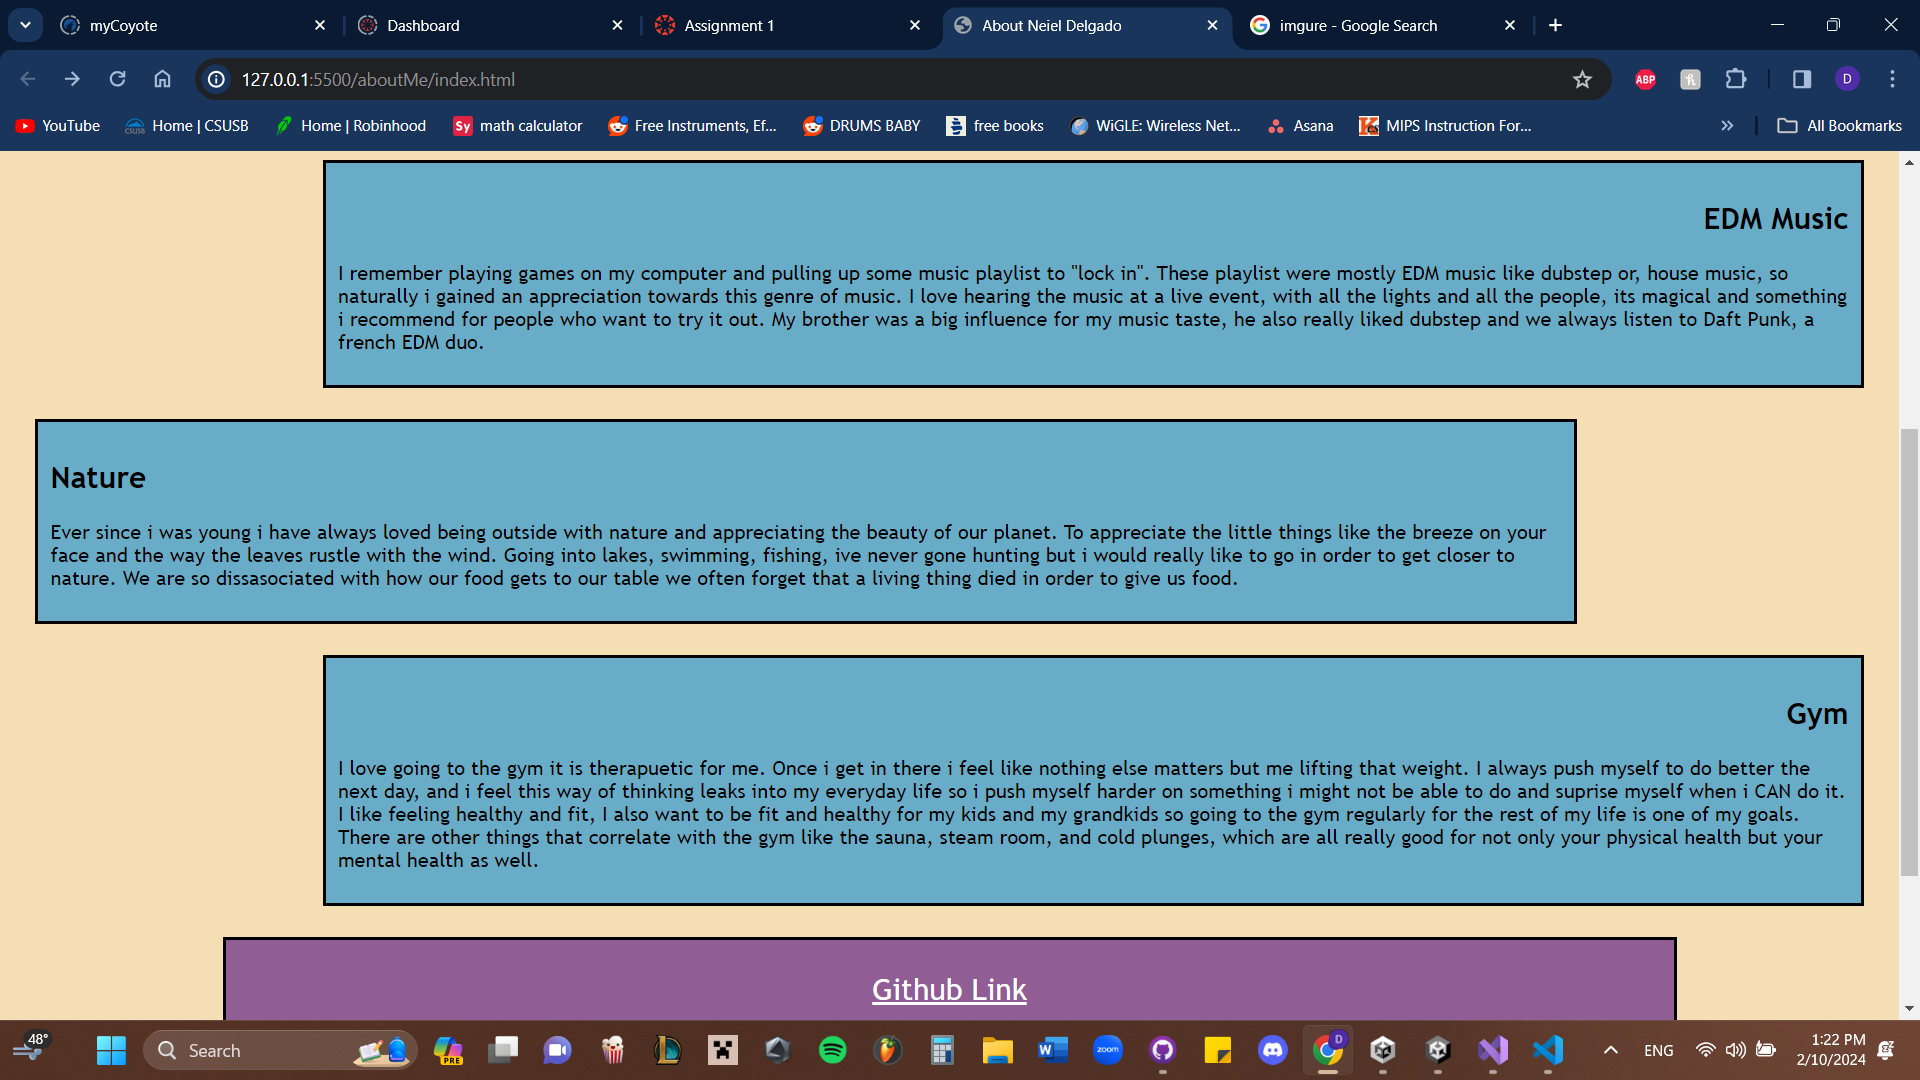 myCoyote
Dashboard
Assignment 1
About Neiel Delgado
imgure - Google Search
127.0.0.1:5500/aboutMe/index.html
ABP
D
YouTube
Home | CSUSB
Home | Robinhood
Sy math calculator
Free Instruments, Ef...
DRUMS BABY
free books
WiGLE: Wireless Net...
Asana
MIPS Instruction For...
All Bookmarks
EDM Music
I remember playing games on my computer and pulling up some music playlist to "lock in". These playlist were mostly EDM music like dubstep or, house music, so
naturally i gained an appreciation towards this genre of music. I love hearing the music at a live event, with all the lights and all the people, its magical and something
i recommend for people who want to try it out. My brother was a big influence for my music taste, he also really liked dubstep and we always listen to Daft Punk, a
french EDM duo.
Nature
Ever since i was young i have always loved being outside with nature and appreciating the beauty of our planet. To appreciate the little things like the breeze on your
face and the way the leaves rustle with the wind. Going into lakes, swimming, fishing, ive never gone hunting but i would really like to go in order to get closer to
nature. We are so dissasociated with how our food gets to our table we often forget that a living thing died in order to give us food.
Gym
I love going to the gym it is therapuetic for me. Once i get in there i feel like nothing else matters but me lifting that weight. I always push myself to do better the
next day, and i feel this way of thinking leaks into my everyday life so i push myself harder on something i might not be able to do and suprise myself when i CAN do it.
I like feeling healthy and fit, I also want to be fit and healthy for my kids and my grandkids so going to the gym regularly for the rest of my life is one of my goals.
There are other things that correlate with the gym like the sauna, steam room, and cold plunges, which are all really good for not only your physical health but your
mental health as well.
Github Link
48°
Search
PRE
W
zoom
D
ENG
1:22 PM
2/10/2024